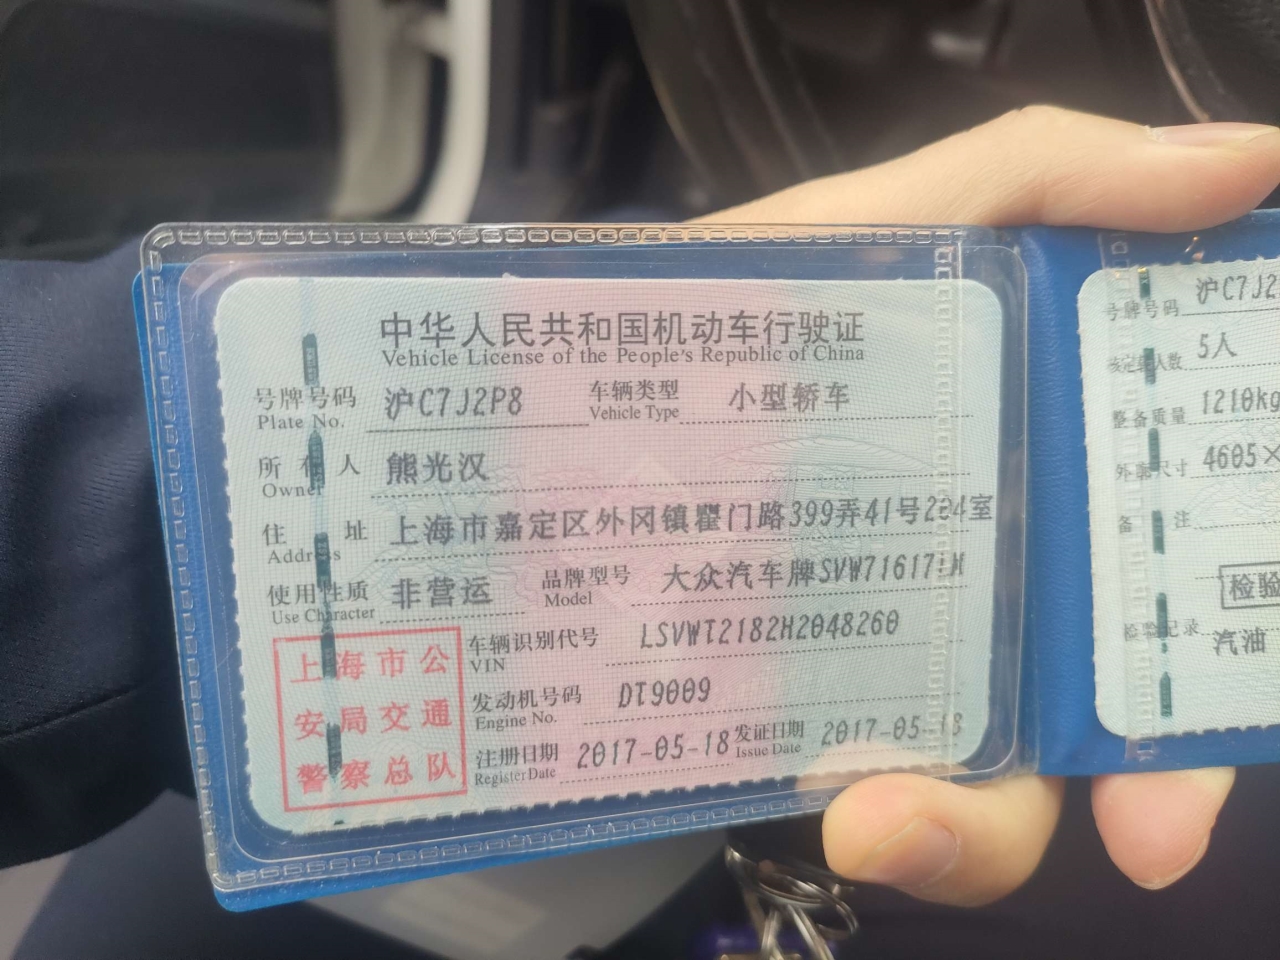 中华人民共和国机动车行驶证
Vehicle License of the People's Republic of China
号牌号码 沪C7J2P8 车辆类型 小型轿车
Plate No. Vehicle Type
所有人 熊光汉
Owner
住址 上海市嘉定区外冈镇瞿门路399弄41号204室
Address
使用性质 非营运 品牌型号 大众汽车牌SVW71617
Use Character Model
车辆识别代号 LSVWT2182H2048260
VIN
发动机号码 DT9009
Engine No.
注册日期 2017-05-18 发证日期 2017-05-18
Register Date Issue Date
上海市公
安局交通
警察总队
号牌号码 沪C7J2
核定载人数 5人
整备质量 1210kg
外廓尺寸 4605×
备注
检验
检验记录
汽油